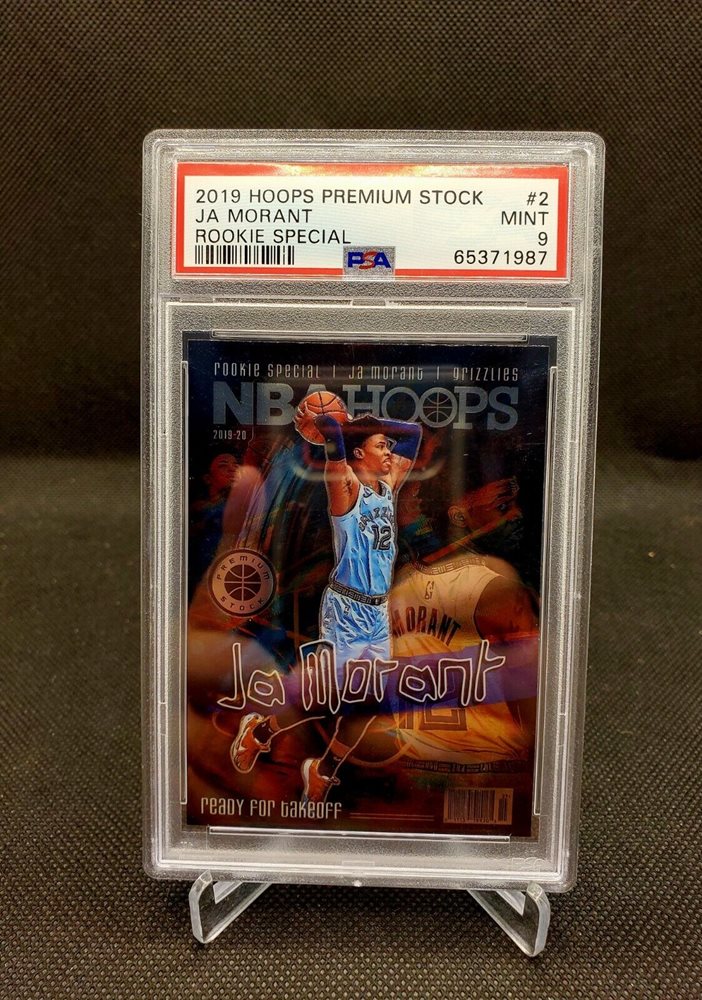 2019 HOOPS PREMIUM STOCK #2
JA MORANT MINT
ROOKIE SPECIAL 9
PSA 65371987
rookie special | Ja morant | grizzlies
NBA HOOPS
2019-20
GRIZZLIES
12
PREMIUM
STOCK
MORANT
Ja Morant
reaDY FOr takeOFF